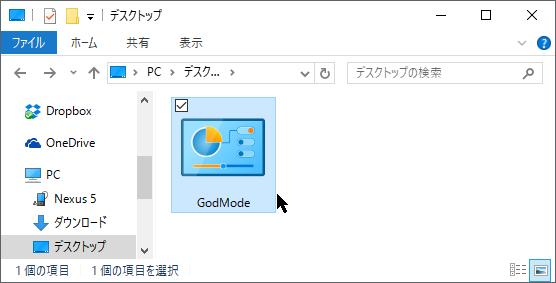 デスクトップ
ファイル ホーム 共有 表示
PC デスク... デスクトップの検索
Dropbox
OneDrive
PC
Nexus 5
ダウンロード
デスクトップ
GodMode
1 個の項目 1 個の項目を選択